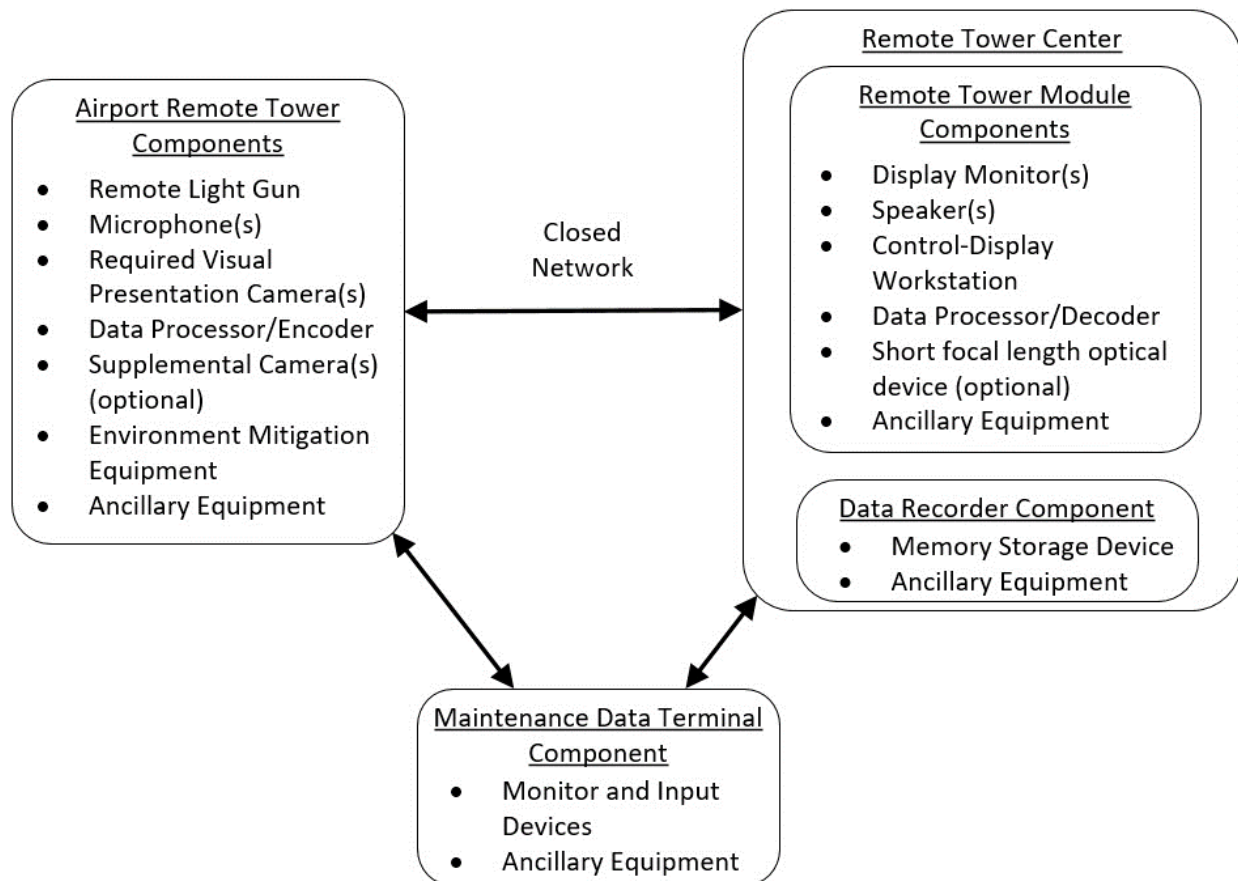 Airport Remote Tower
Components
● Remote Light Gun
● Microphone(s)
● Required Visual
Presentation Camera(s)
● Data Processor/Encoder
● Supplemental Camera(s)
(optional)
● Environment Mitigation
Equipment
● Ancillary Equipment
Closed
Network
Remote Tower Center
Remote Tower Module
Components
● Display Monitor(s)
● Speaker(s)
● Control-Display
Workstation
● Data Processor/Decoder
● Short focal length optical
device (optional)
● Ancillary Equipment
Data Recorder Component
● Memory Storage Device
● Ancillary Equipment
Maintenance Data Terminal
Component
● Monitor and Input
Devices
● Ancillary Equipment